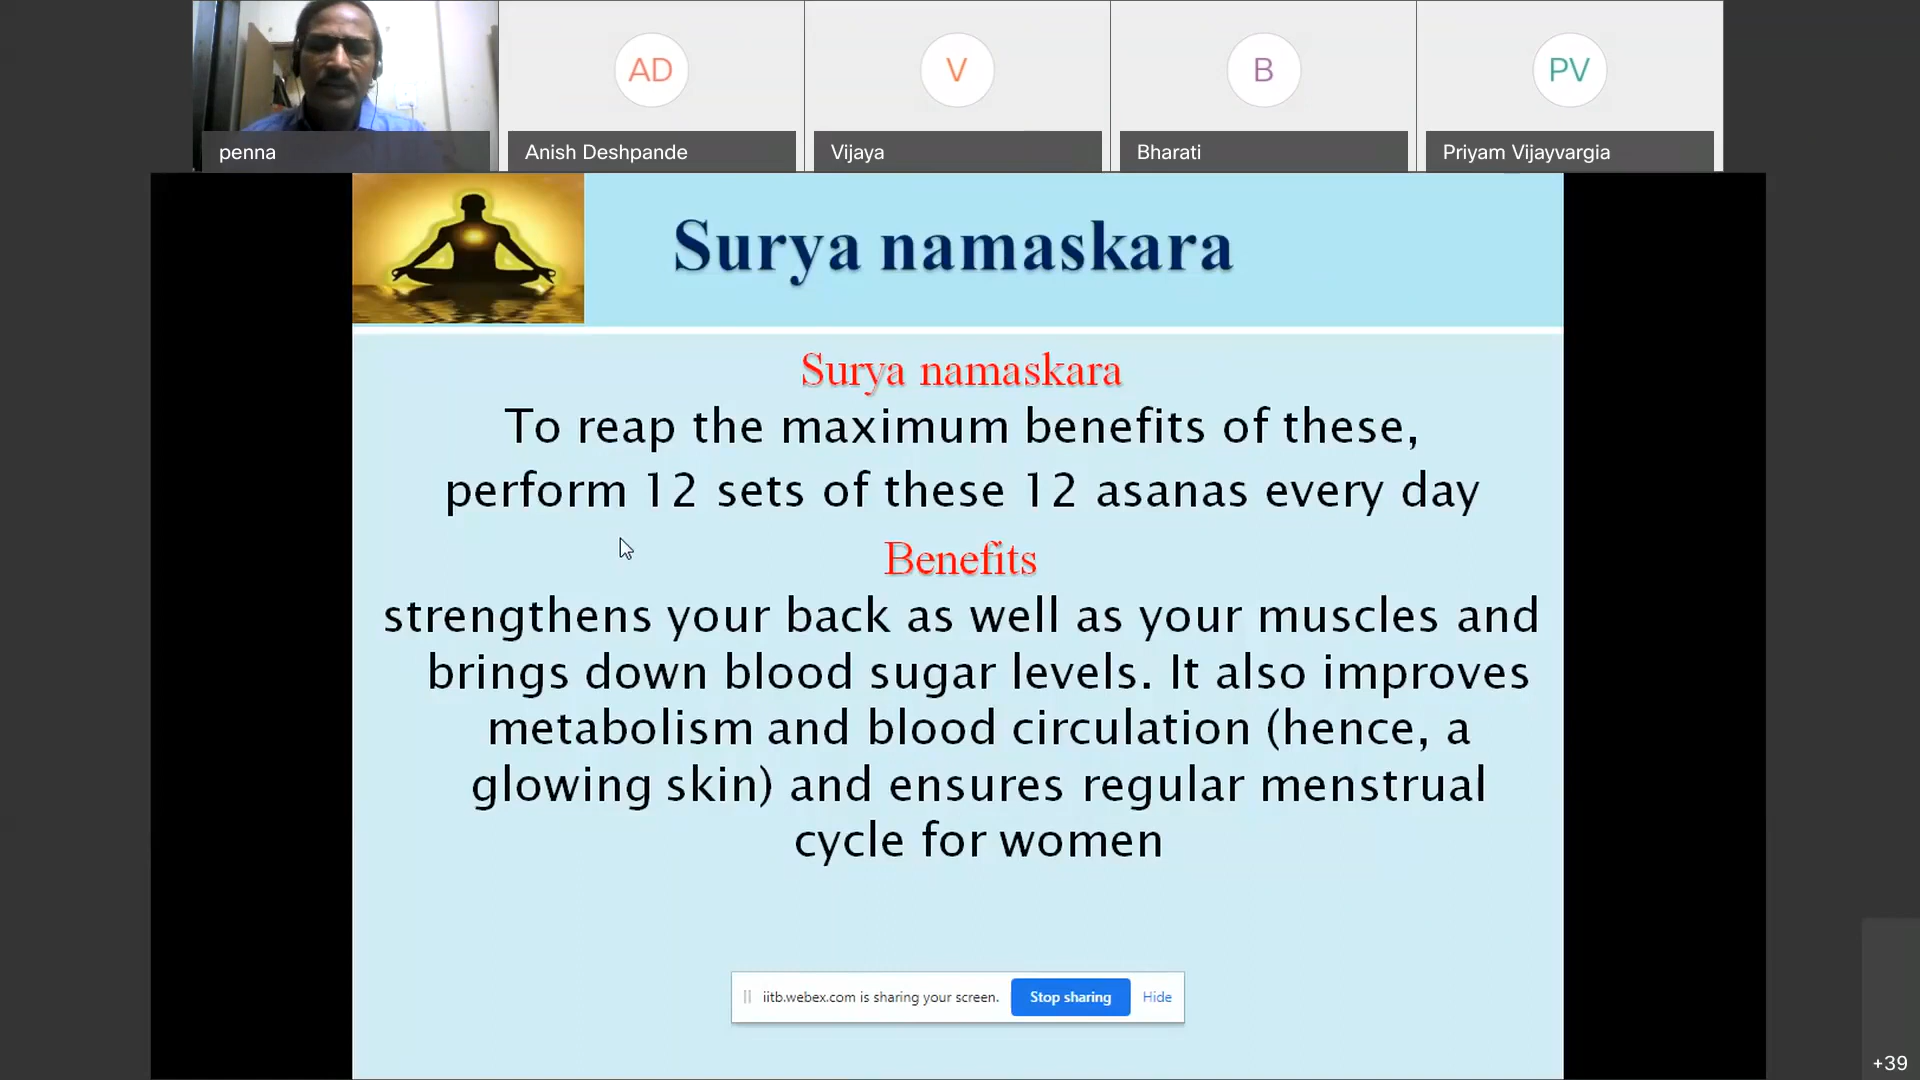 AD
V
B
PV
penna
Anish Deshpande
Vijaya
Bharati
Priyam Vijayvargia
Surya namaskara
Surya namaskara
To reap the maximum benefits of these,
perform 12 sets of these 12 asanas every day
Benefits
strengthens your back as well as your muscles and
brings down blood sugar levels. It also improves
metabolism and blood circulation (hence, a
glowing skin) and ensures regular menstrual
cycle for women
iitb.webex.com is sharing your screen.
Stop sharing
Hide
+39